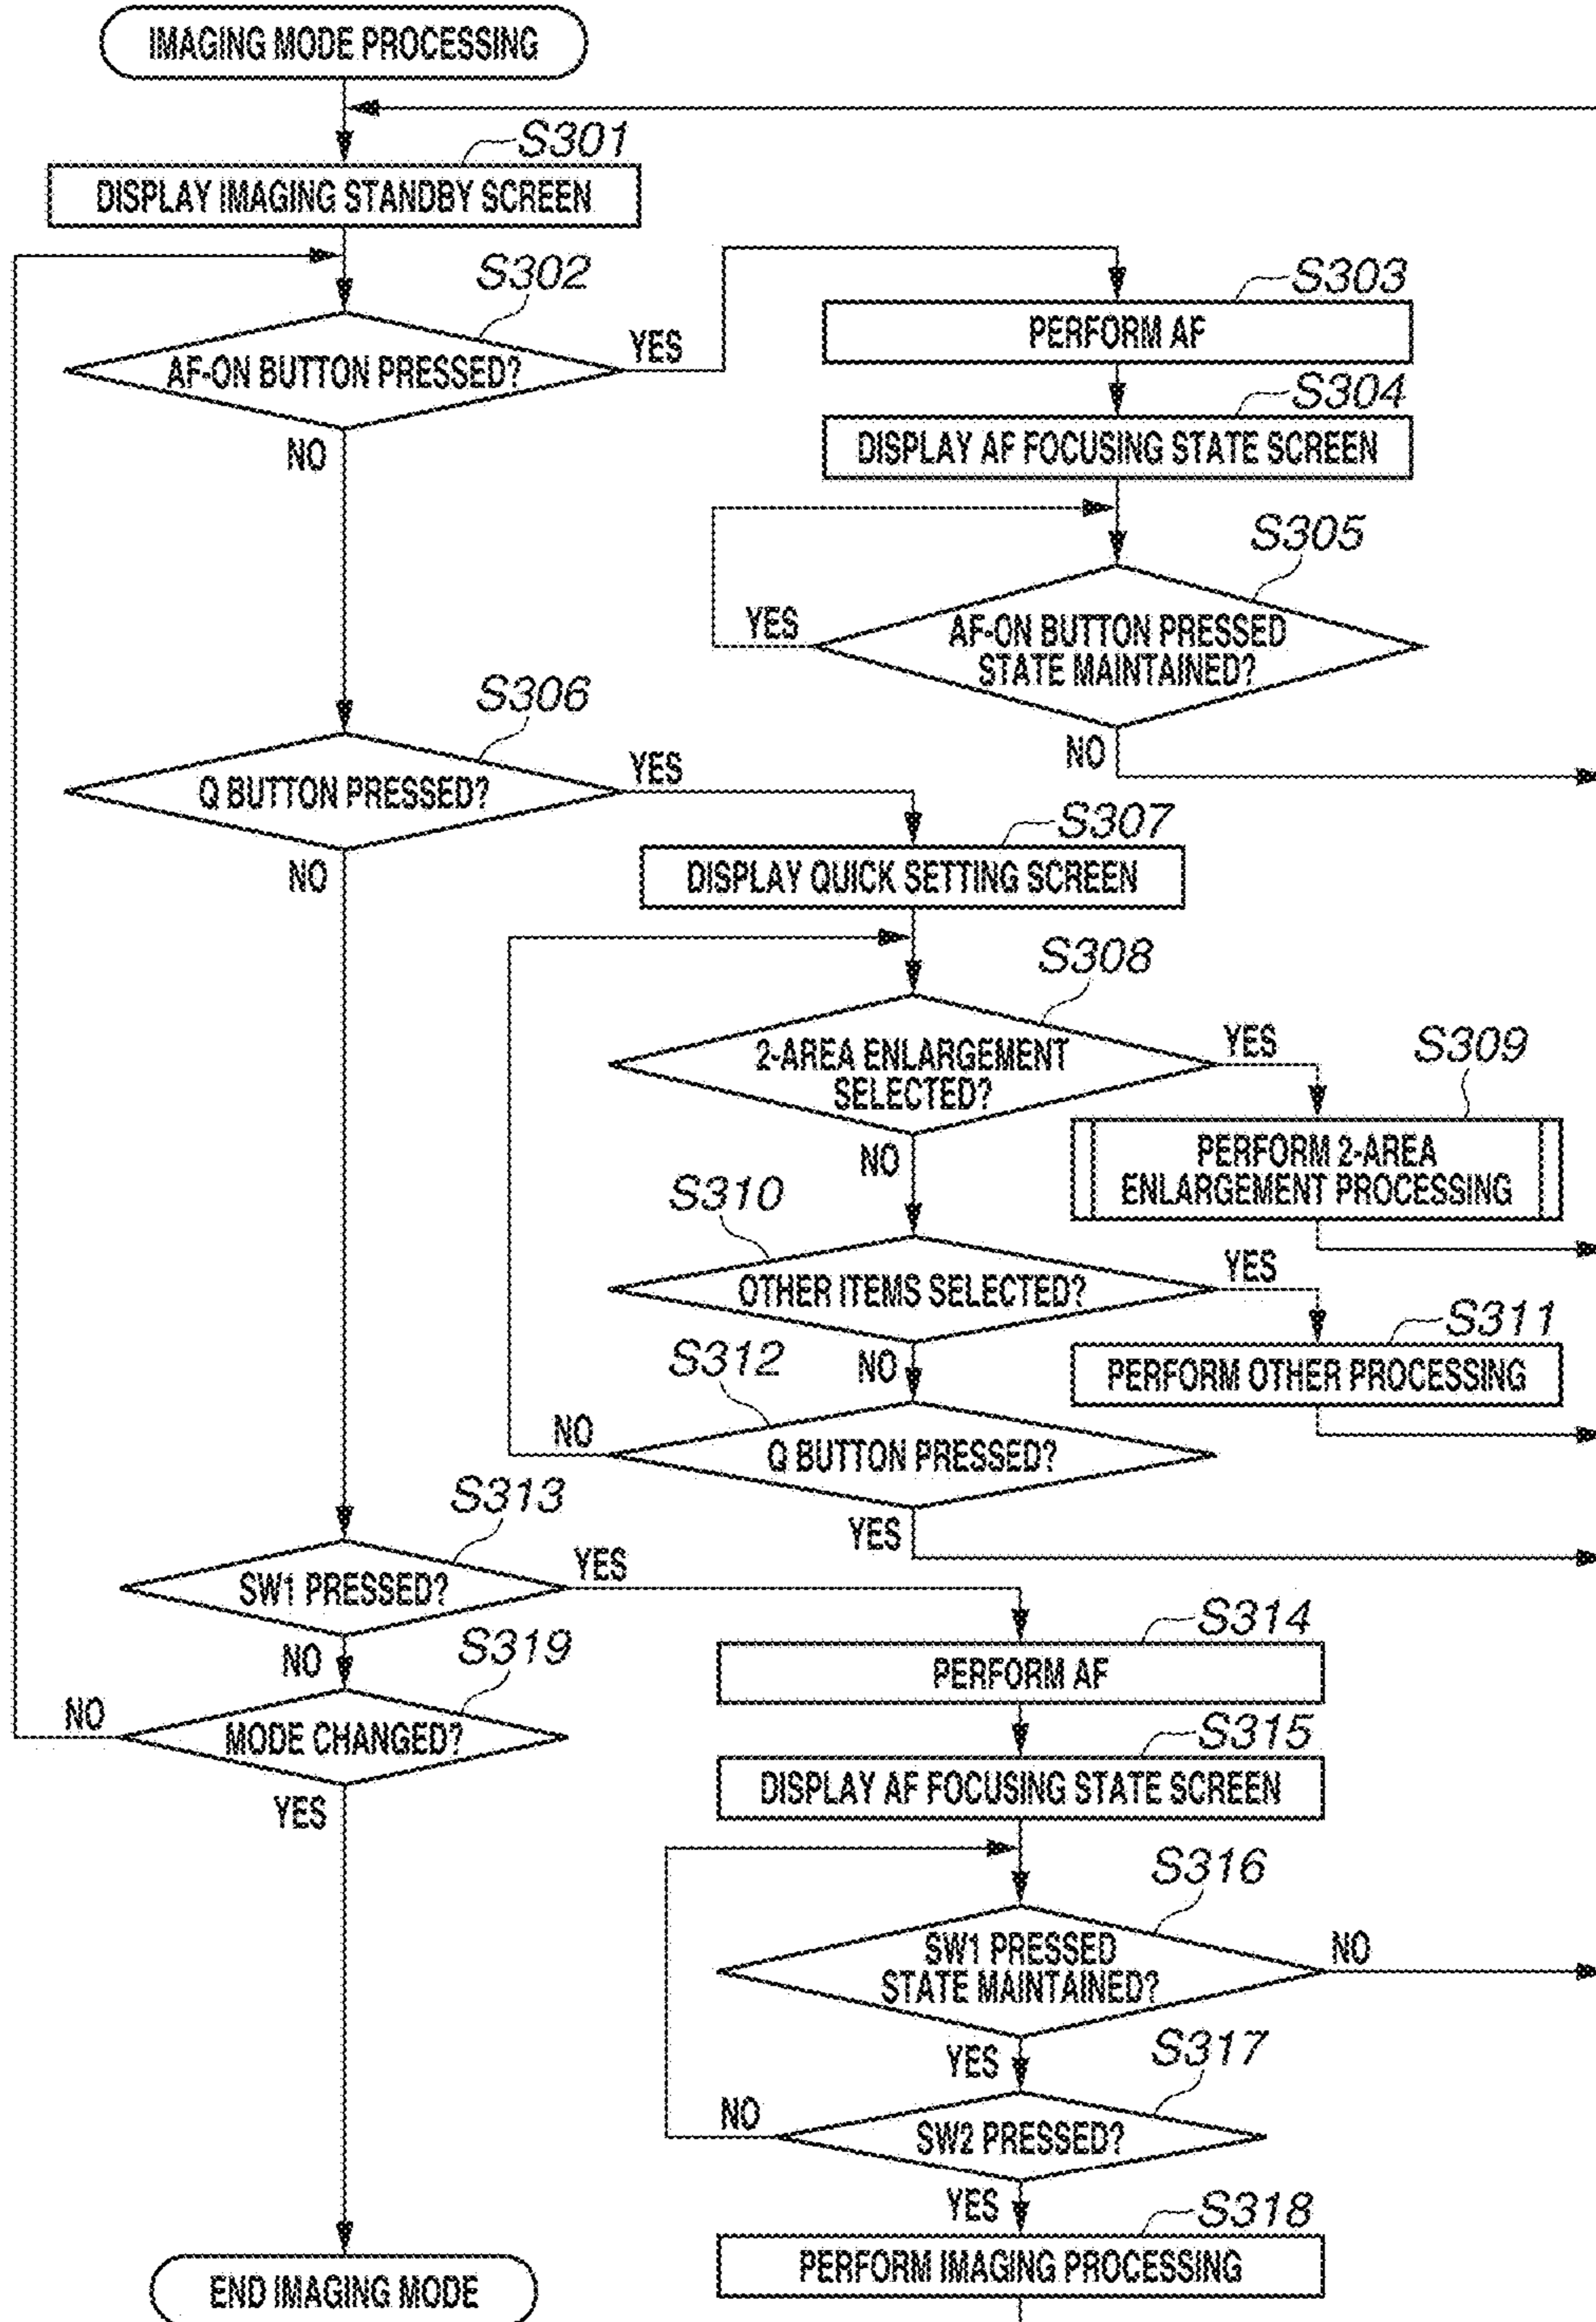 IMAGING MODE PROCESSING
S301
DISPLAY IMAGING STANDBY SCREEN
S302
AF-ON BUTTON PRESSED?
YES
NO
S303
PERFORM AF
S304
DISPLAY AF FOCUSING STATE SCREEN
S305
AF-ON BUTTON PRESSED
STATE MAINTAINED?
YES
NO
S306
Q BUTTON PRESSED?
YES
NO
S307
DISPLAY QUICK SETTING SCREEN
S308
2-AREA ENLARGEMENT
SELECTED?
YES
NO
S309
PERFORM 2-AREA
ENLARGEMENT PROCESSING
S310
OTHER ITEMS SELECTED?
YES
NO
S311
PERFORM OTHER PROCESSING
S312
Q BUTTON PRESSED?
NO
YES
S313
SW1 PRESSED?
YES
NO
S314
PERFORM AF
S319
MODE CHANGED?
NO
YES
S315
DISPLAY AF FOCUSING STATE SCREEN
S316
SW1 PRESSED
STATE MAINTAINED?
NO
YES
S317
SW2 PRESSED?
NO
YES
S318
PERFORM IMAGING PROCESSING
END IMAGING MODE